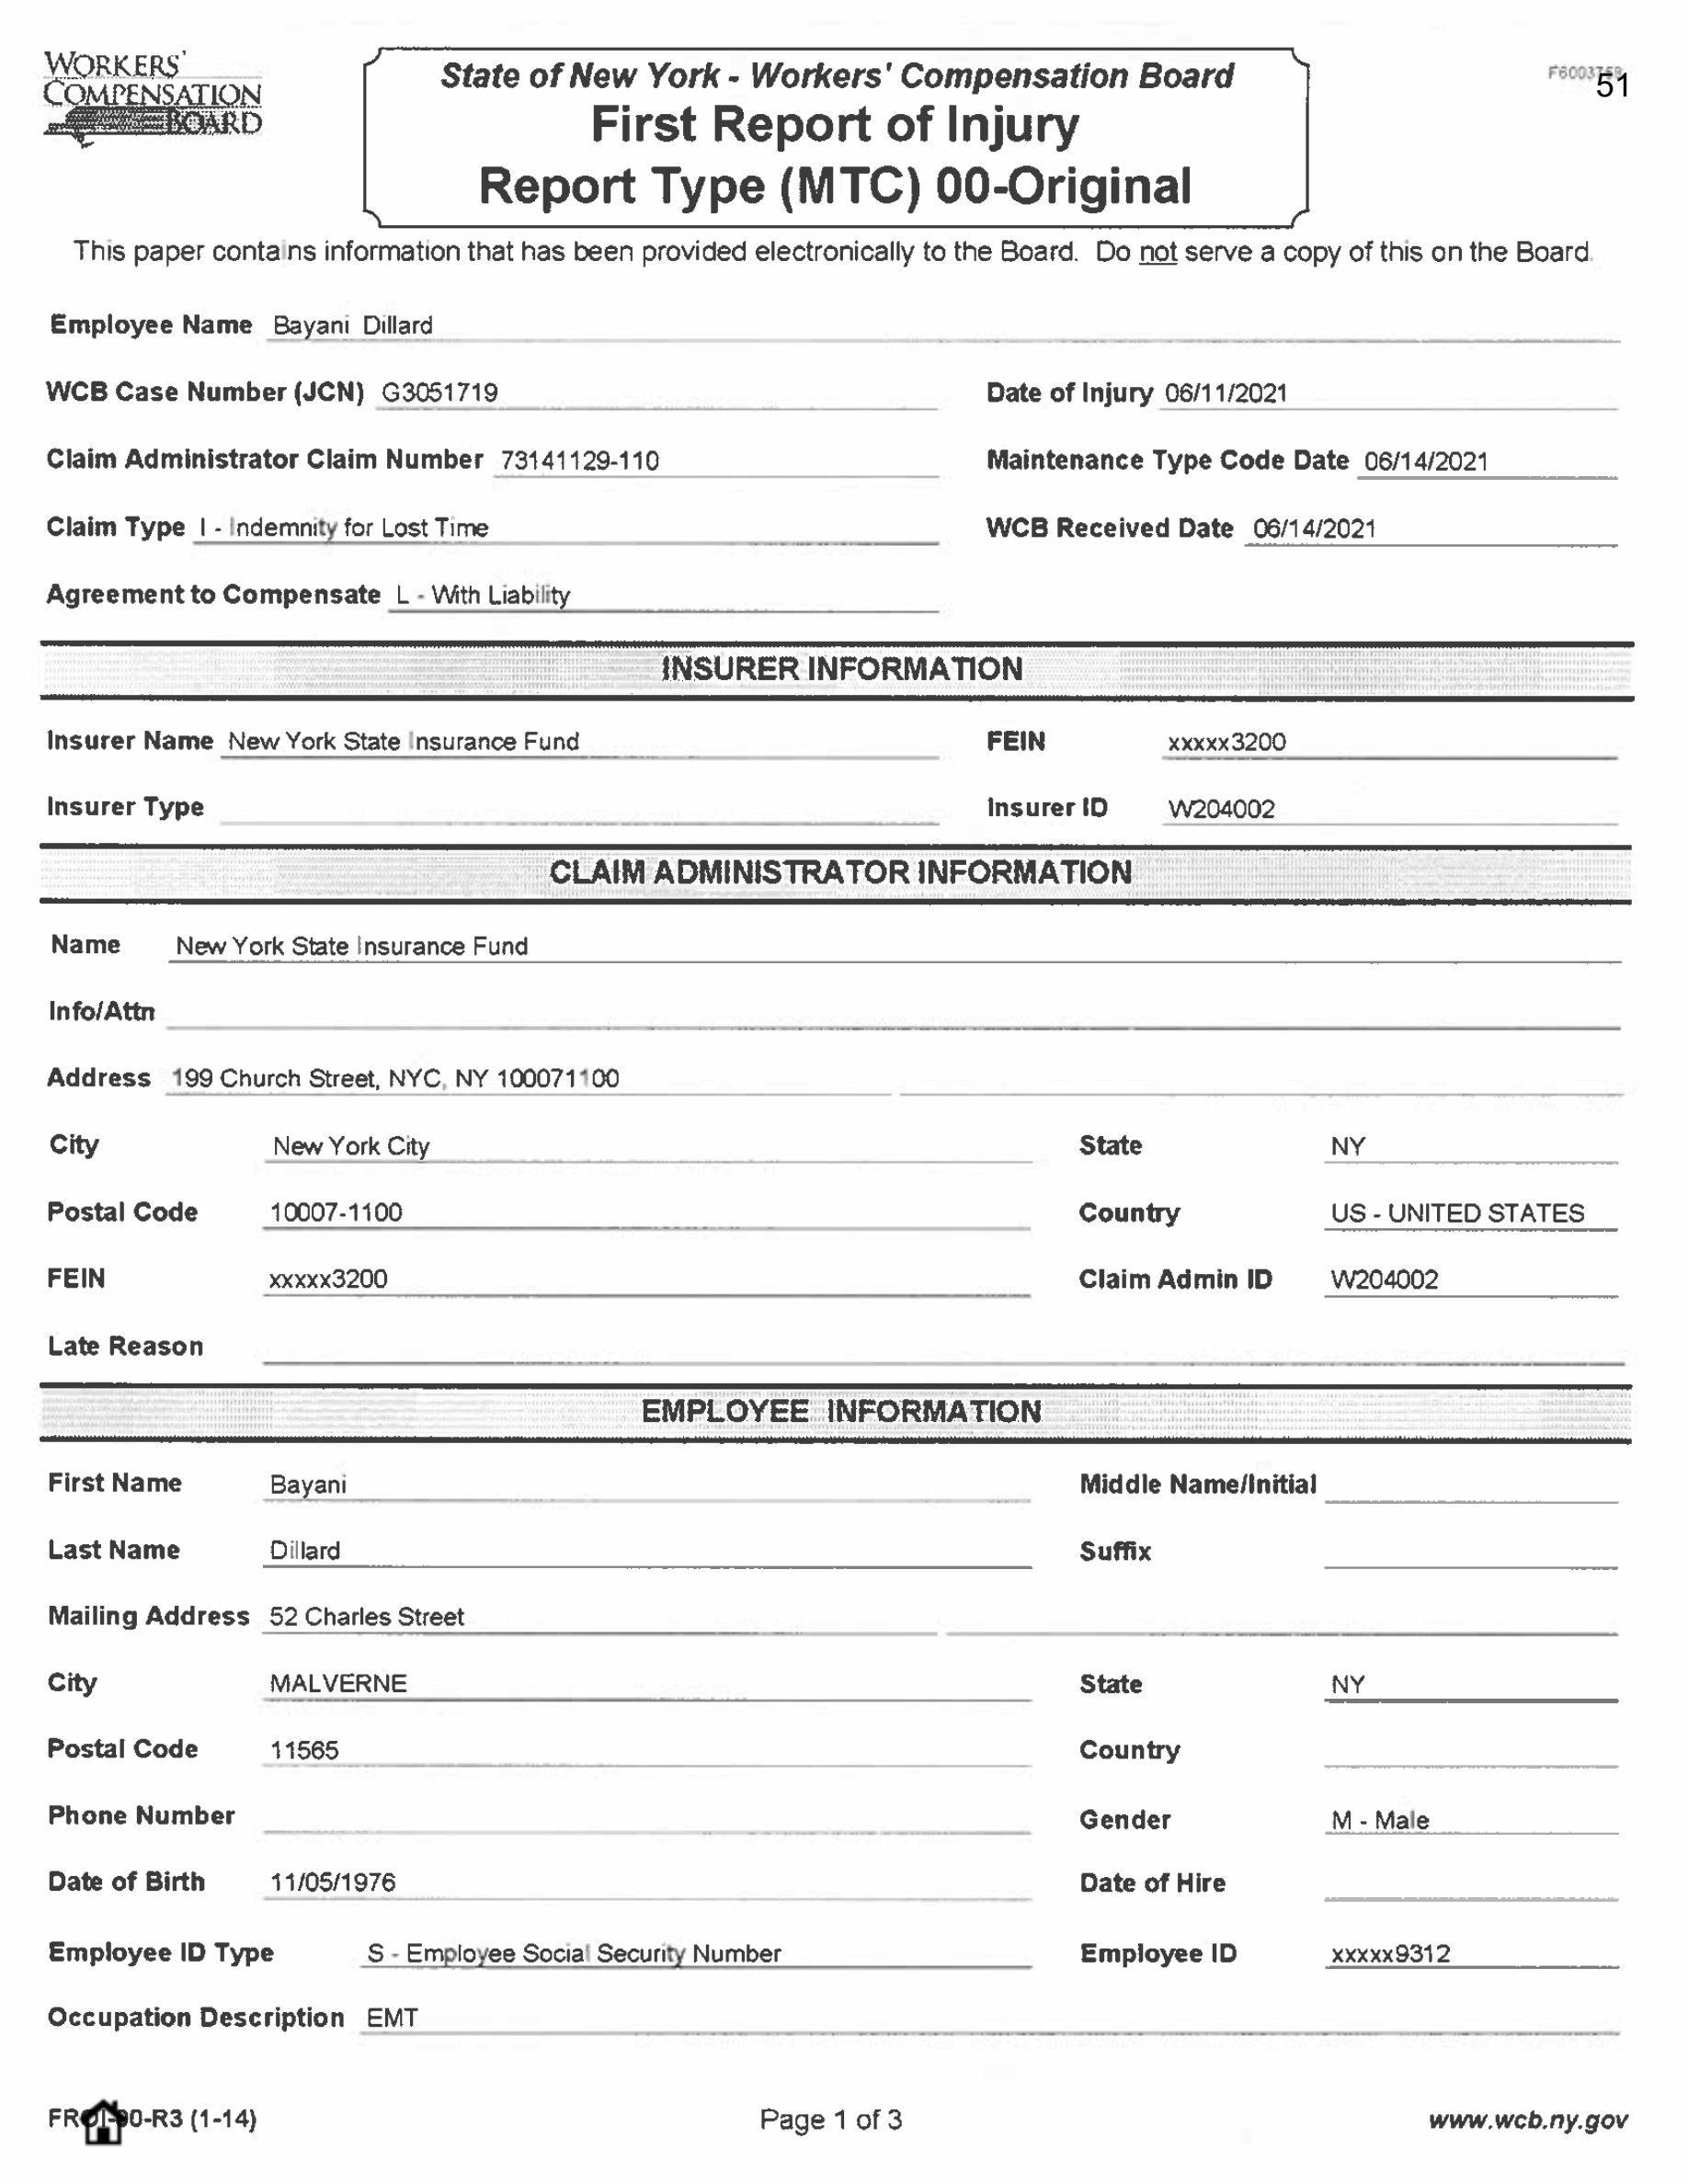 WORKERS'
COMPENSATION
BOARD
State of New York - Workers' Compensation Board
First Report of Injury
Report Type (MTC) 00-Original
51
This paper contains information that has been provided electronically to the Board. Do not serve a copy of this on the Board.
Employee Name Bayani Dillard
WCB Case Number (JCN) G3051719 Date of Injury 06/11/2021
Claim Administrator Claim Number 73141129-110 Maintenance Type Code Date 06/14/2021
Claim Type I - Indemnity for Lost Time WCB Received Date 06/14/2021
Agreement to Compensate L - With Liability
INSURER INFORMATION
Insurer Name New York State Insurance Fund FEIN xxxxx3200
Insurer Type Insurer ID W204002
CLAIM ADMINISTRATOR INFORMATION
Name New York State Insurance Fund
Info/Attn
Address 199 Church Street, NYC, NY 100071100
City New York City State NY
Postal Code 10007-1100 Country US - UNITED STATES
FEIN xxxxx3200 Claim Admin ID W204002
Late Reason
EMPLOYEE INFORMATION
First Name Bayani Middle Name/Initial
Last Name Dillard Suffix
Mailing Address 52 Charles Street
City MALVERNE State NY
Postal Code 11565 Country
Phone Number Gender M - Male
Date of Birth 11/05/1976 Date of Hire
Employee ID Type S - Employee Social Security Number Employee ID xxxxx9312
Occupation Description EMT
(1-14) Page 1 of 3 www.wcb.ny.gov